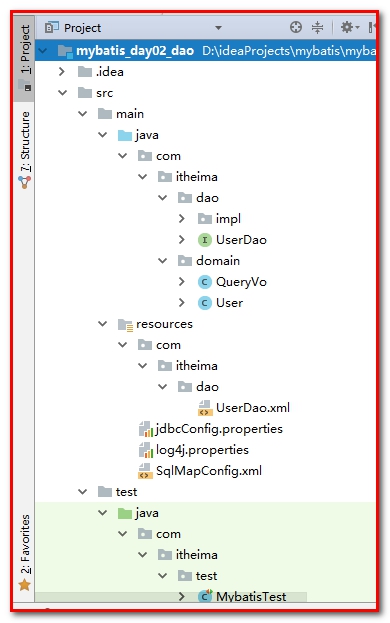 1: Project
7: Structure
2: Favorites
Project
mybatis_day02_dao D:\ideaProjects\mybatis\myba
.idea
src
main
java
com
itheima
dao
impl
I UserDao
domain
C QueryVo
C User
resources
com
itheima
dao
UserDao.xml
jdbcConfig.properties
log4j.properties
SqlMapConfig.xml
test
java
com
itheima
test
C MybatisTest